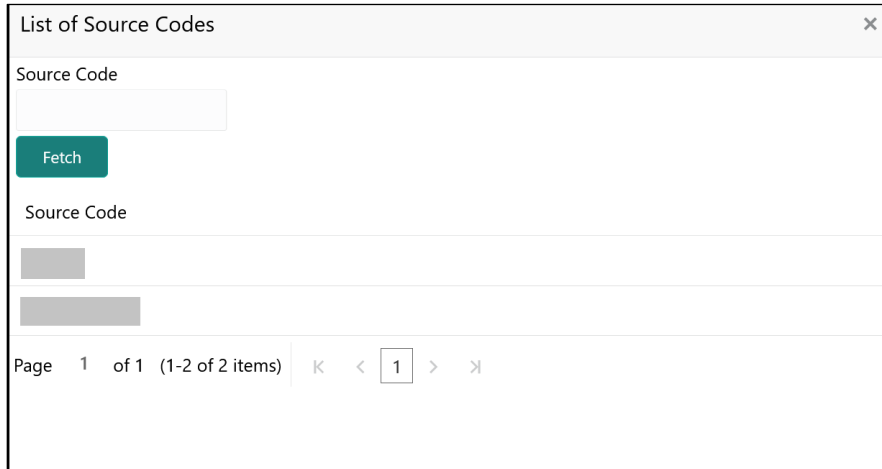 List of Source Codes
Source Code
Fetch
Source Code
Page 1 of 1 (1-2 of 2 items) 1